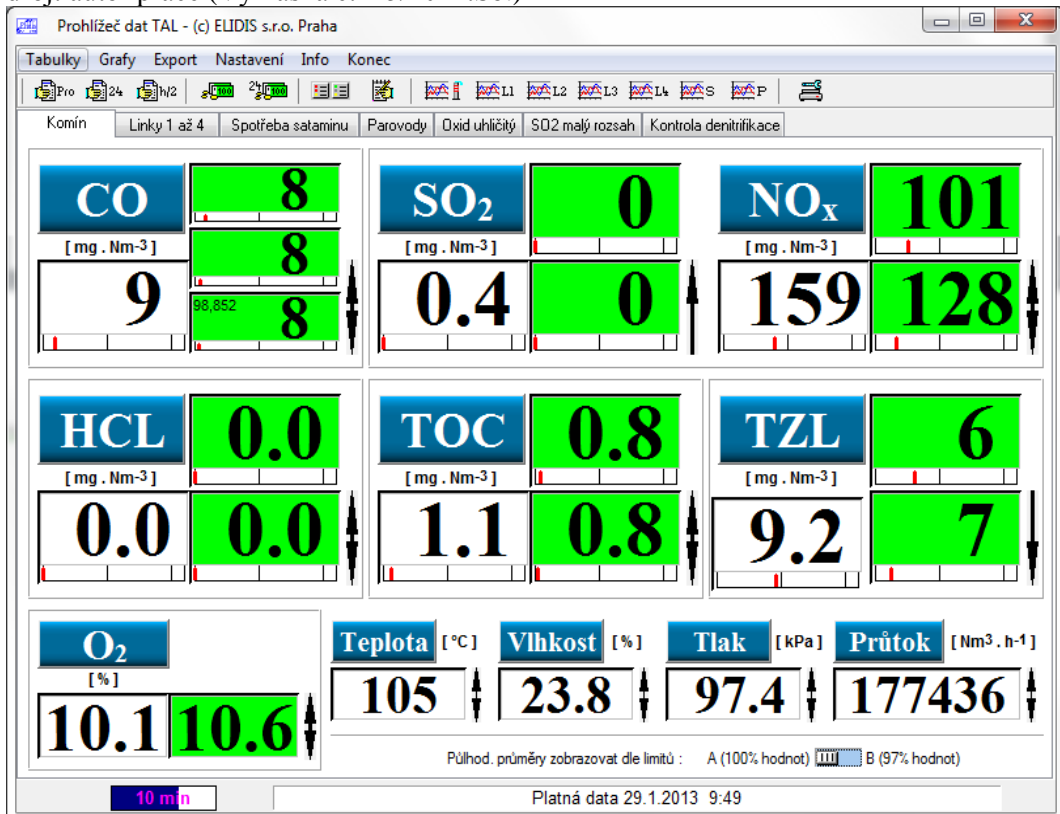 Prohlížeč dat TAL - (c) ELIDIS s.r.o. Praha
Tabulky Grafy Export Nastavení Info Konec
Pro 24 h/2 100 24 100 L1 L2 L3 L4 S P
Komín Linky 1 až 4 Spotřeba sataminu Parovody Oxid uhličitý SO2 malý rozsah Kontrola denitrifikace
CO 8 SO₂ 0 NOₓ 101
[ mg . Nm-3 ] [ mg . Nm-3 ] [ mg . Nm-3 ]
8
9 98,852 8 0.4 0 159 128
HCL 0.0 TOC 0.8 TZL 6
[ mg . Nm-3 ] [ mg . Nm-3 ] [ mg . Nm-3 ]
0.0 0.0 1.1 0.8 9.2 7
O₂ Teplota [ °C ] Vlhkost [ % ] Tlak [ kPa ] Průtok [ Nm3 . h-1 ]
[ % ]
10.1 10.6 105 23.8 97.4 177436
Půlhod. průměry zobrazovat dle limitů : A (100% hodnot) B (97% hodnot)
10 min Platná data 29.1.2013 9:49